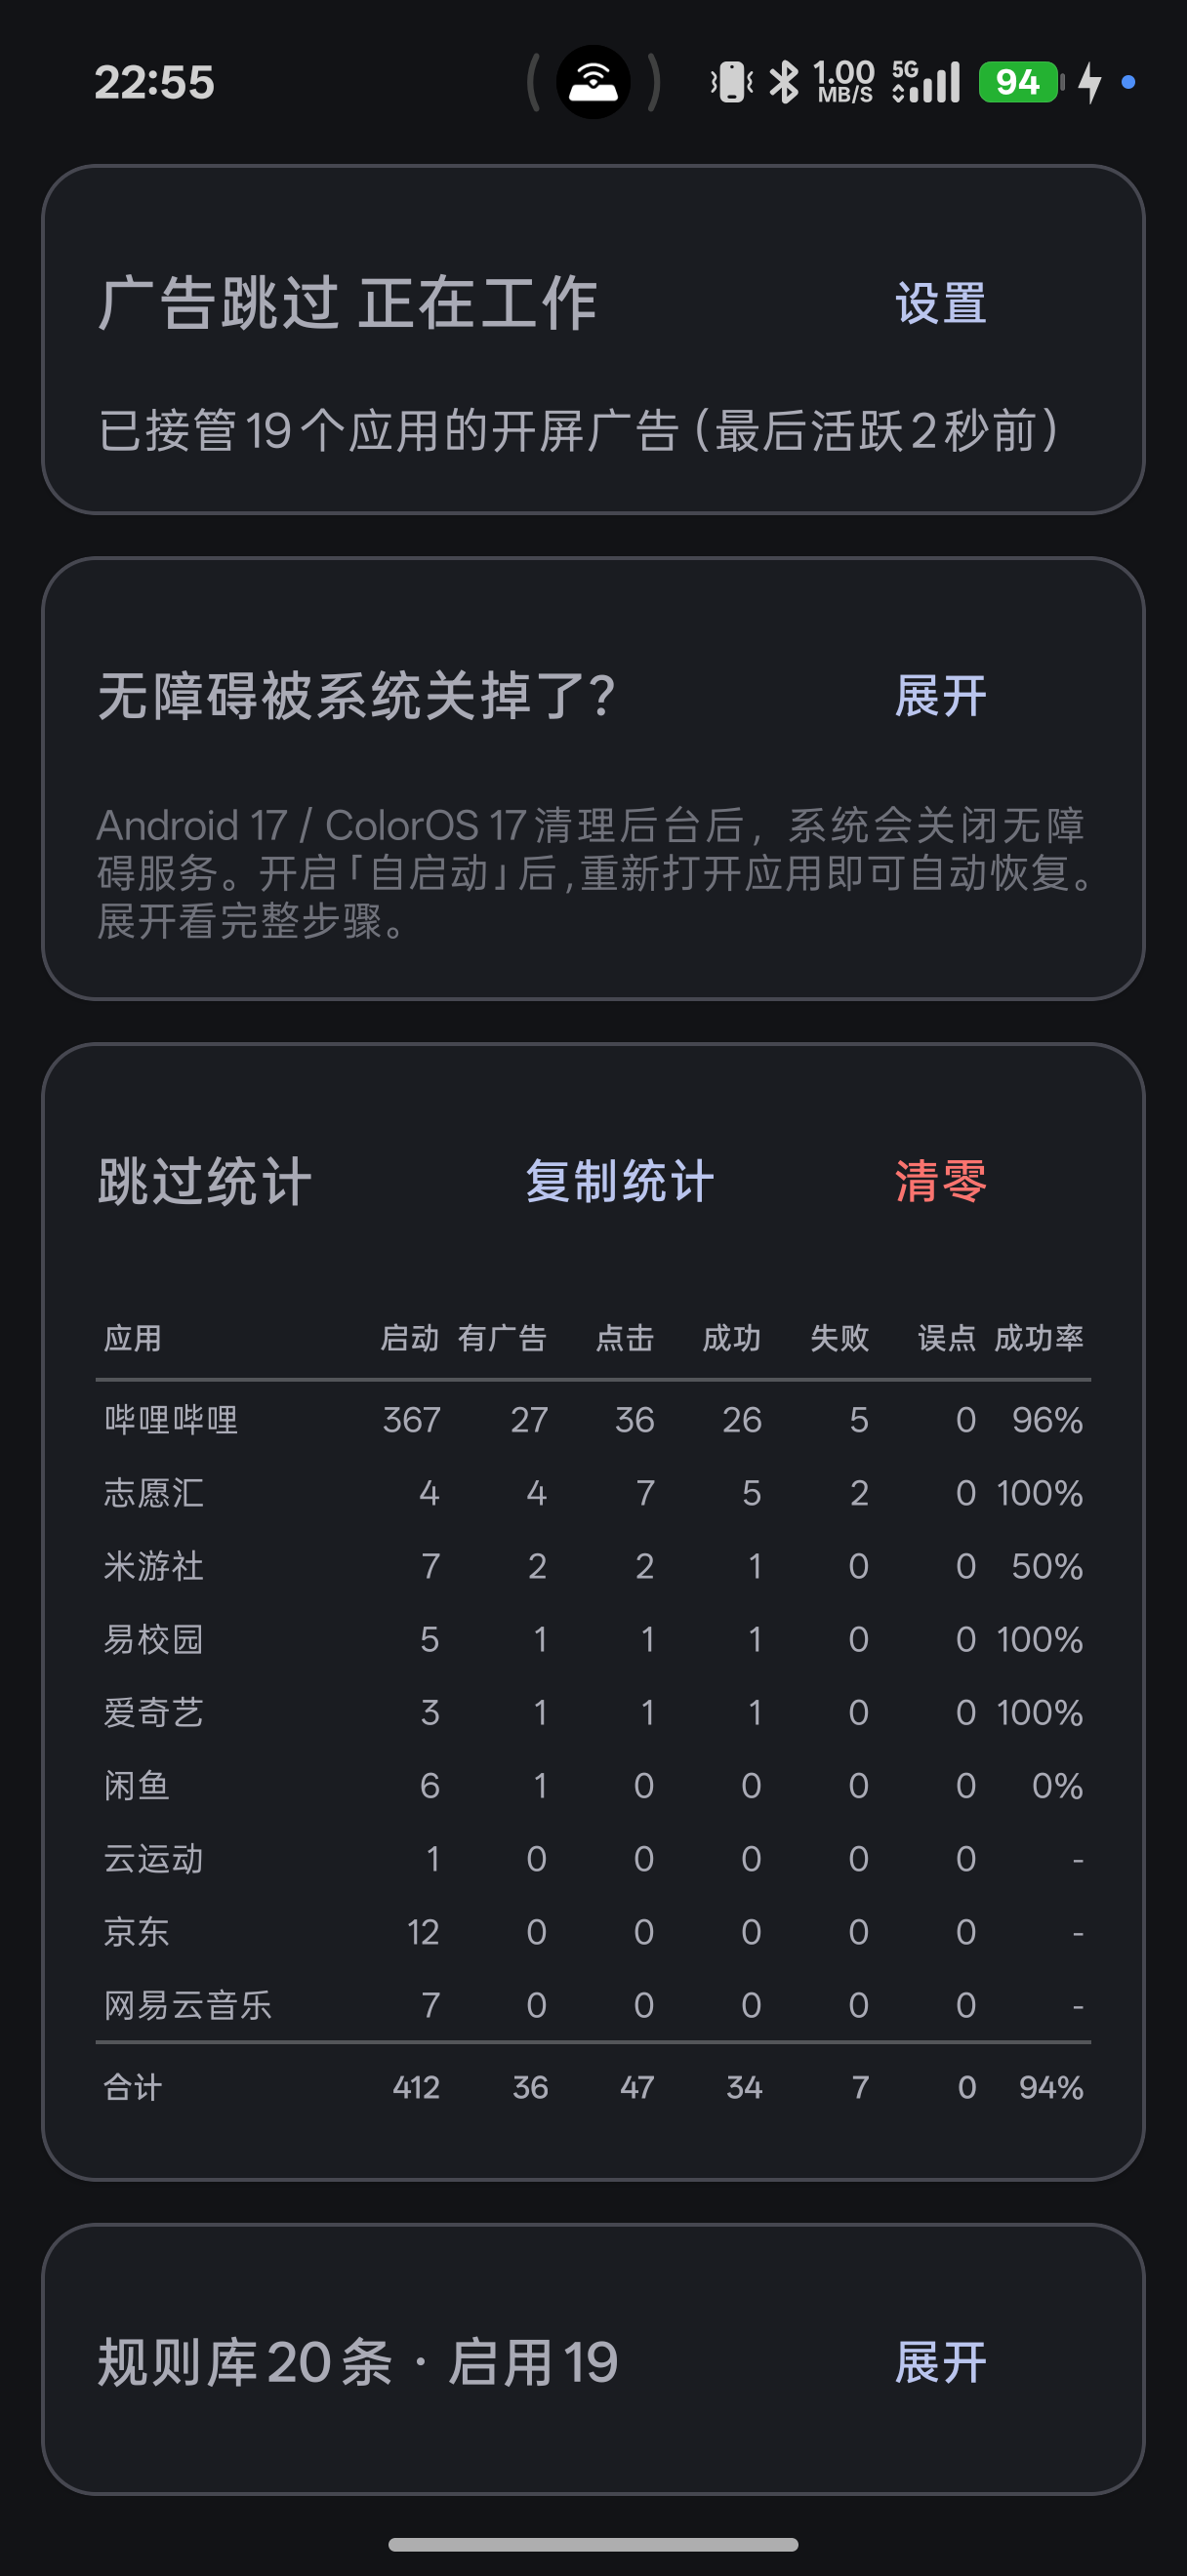 22:55
1.00 MB/S 5G 94
广告跳过 正在工作 设置
已接管 19 个应用的开屏广告（最后活跃 2 秒前）
无障碍被系统关掉了? 展开
Android 17 / ColorOS 17 清理后台后，系统会关闭无障
碍服务。开启「自启动」后,重新打开应用即可自动恢复。
展开看完整步骤。
跳过统计 复制统计 清零
应用 启动 有广告 点击 成功 失败 误点 成功率
哔哩哔哩 367 27 36 26 5 0 96%
志愿汇 4 4 7 5 2 0 100%
米游社 7 2 2 1 0 0 50%
易校园 5 1 1 1 0 0 100%
爱奇艺 3 1 1 1 0 0 100%
闲鱼 6 1 0 0 0 0 0%
云运动 1 0 0 0 0 0 -
京东 12 0 0 0 0 0 -
网易云音乐 7 0 0 0 0 0 -
合计 412 36 47 34 7 0 94%
规则库 20 条 · 启用 19 展开